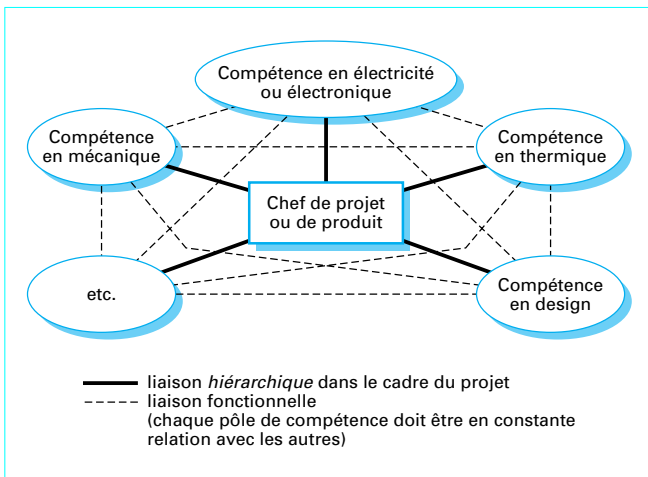 Compétence en électricité
ou électronique
Compétence
en mécanique
Compétence
en thermique
Chef de projet
ou de produit
etc.
Compétence
en design
liaison hiérarchique dans le cadre du projet
liaison fonctionnelle
(chaque pôle de compétence doit être en constante
relation avec les autres)